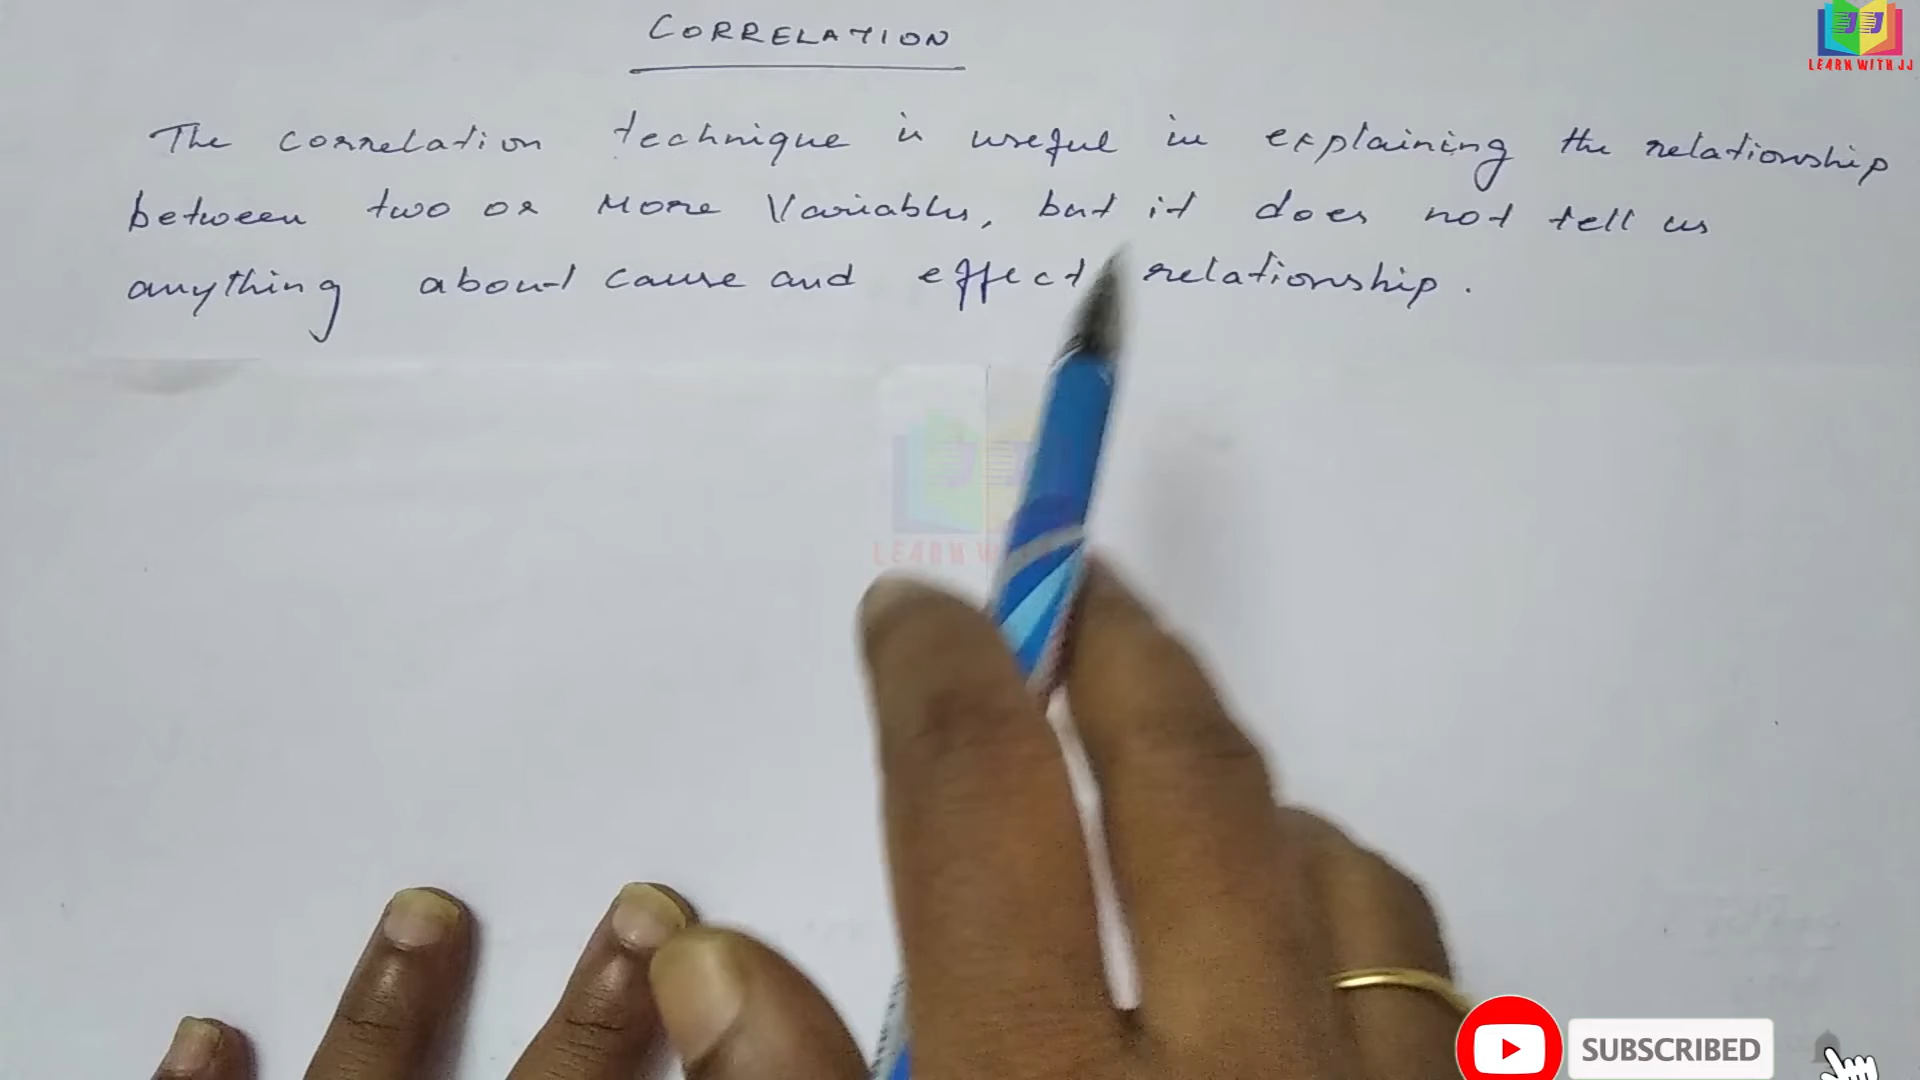 CORRELATION
LEARN WITH JJ
The correlation technique is useful in explaining the relationship
between two or more Variables, but it does not tell us
anything about cause and effect relationship.
LEARN W
SUBSCRIBED